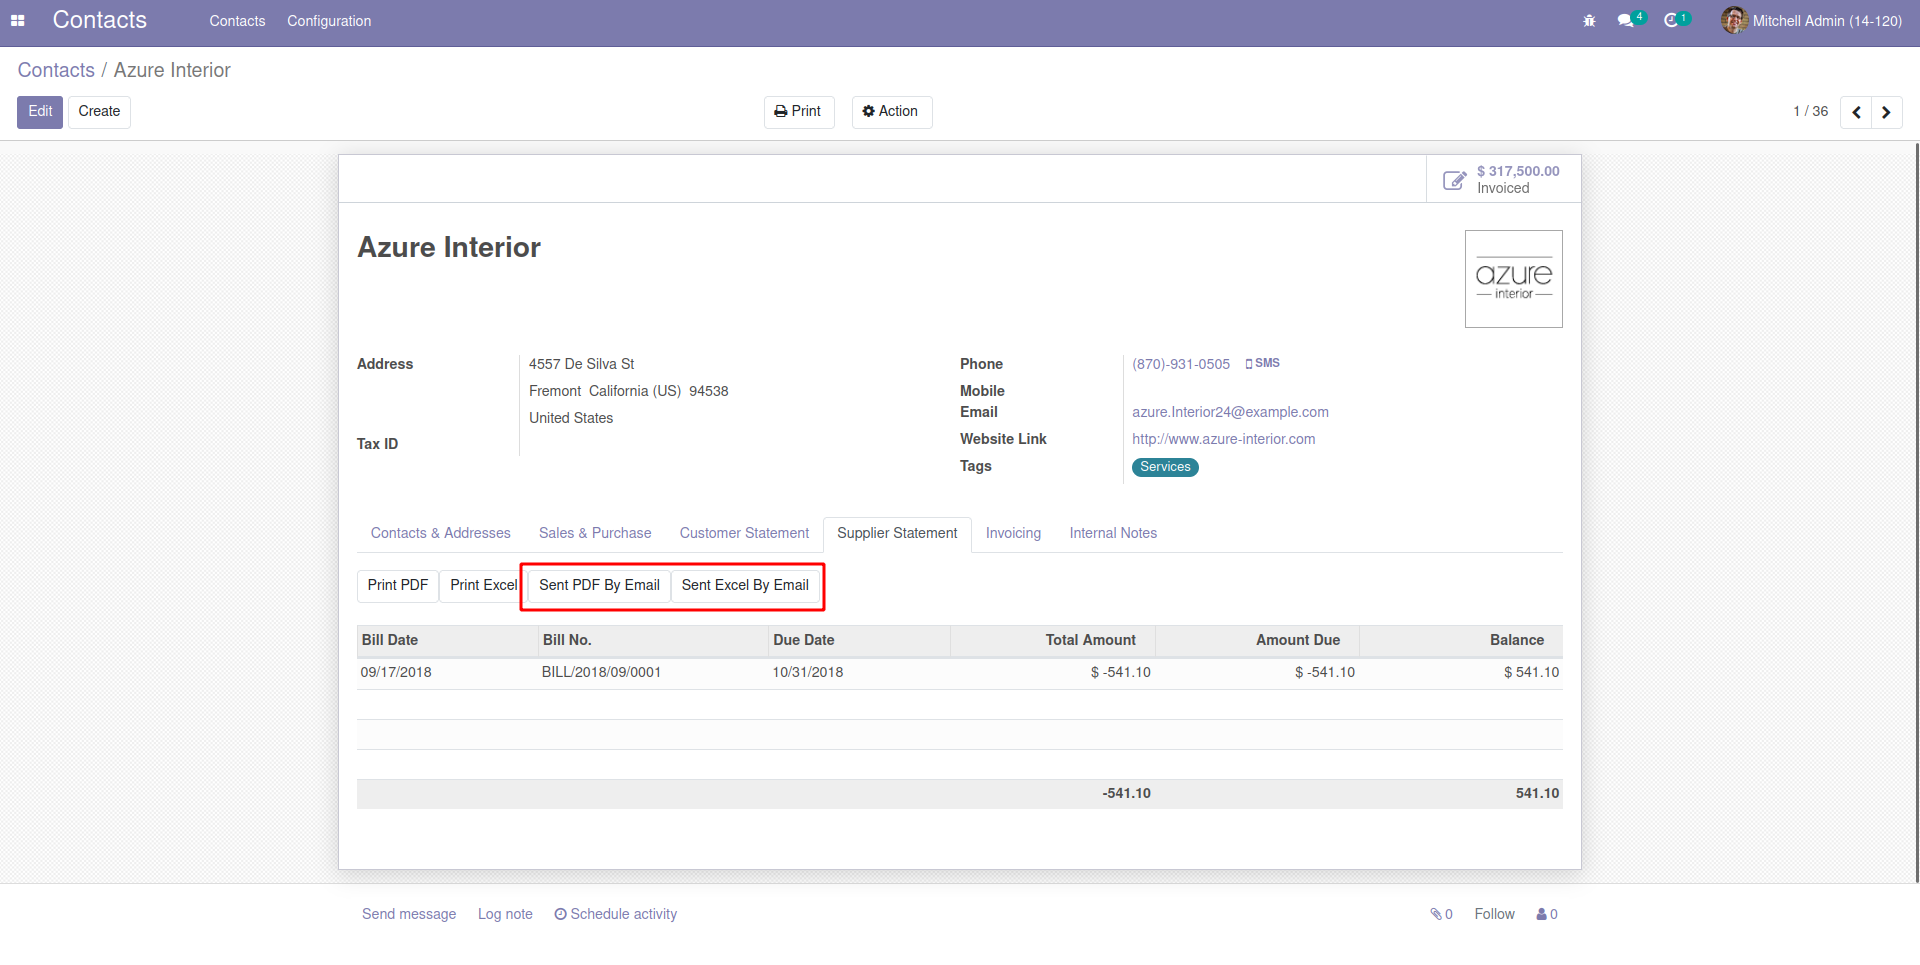 Contacts Contacts Configuration 4 1 Mitchell Admin (14-120)
Contacts / Azure Interior
Edit Create Print Action 1 / 36
$ 317,500.00
Invoiced
Azure Interior
azure
interior
Address 4557 De Silva St Phone (870)-931-0505 SMS
Fremont California (US) 94538 Mobile
United States Email azure.Interior24@example.com
Tax ID Website Link http://www.azure-interior.com
Tags Services
Contacts & Addresses Sales & Purchase Customer Statement Supplier Statement Invoicing Internal Notes
Print PDF Print Excel Sent PDF By Email Sent Excel By Email
Bill Date Bill No. Due Date Total Amount Amount Due Balance
09/17/2018 BILL/2018/09/0001 10/31/2018 $ -541.10 $ -541.10 $ 541.10
-541.10 541.10
Send message Log note Schedule activity 0 Follow 0